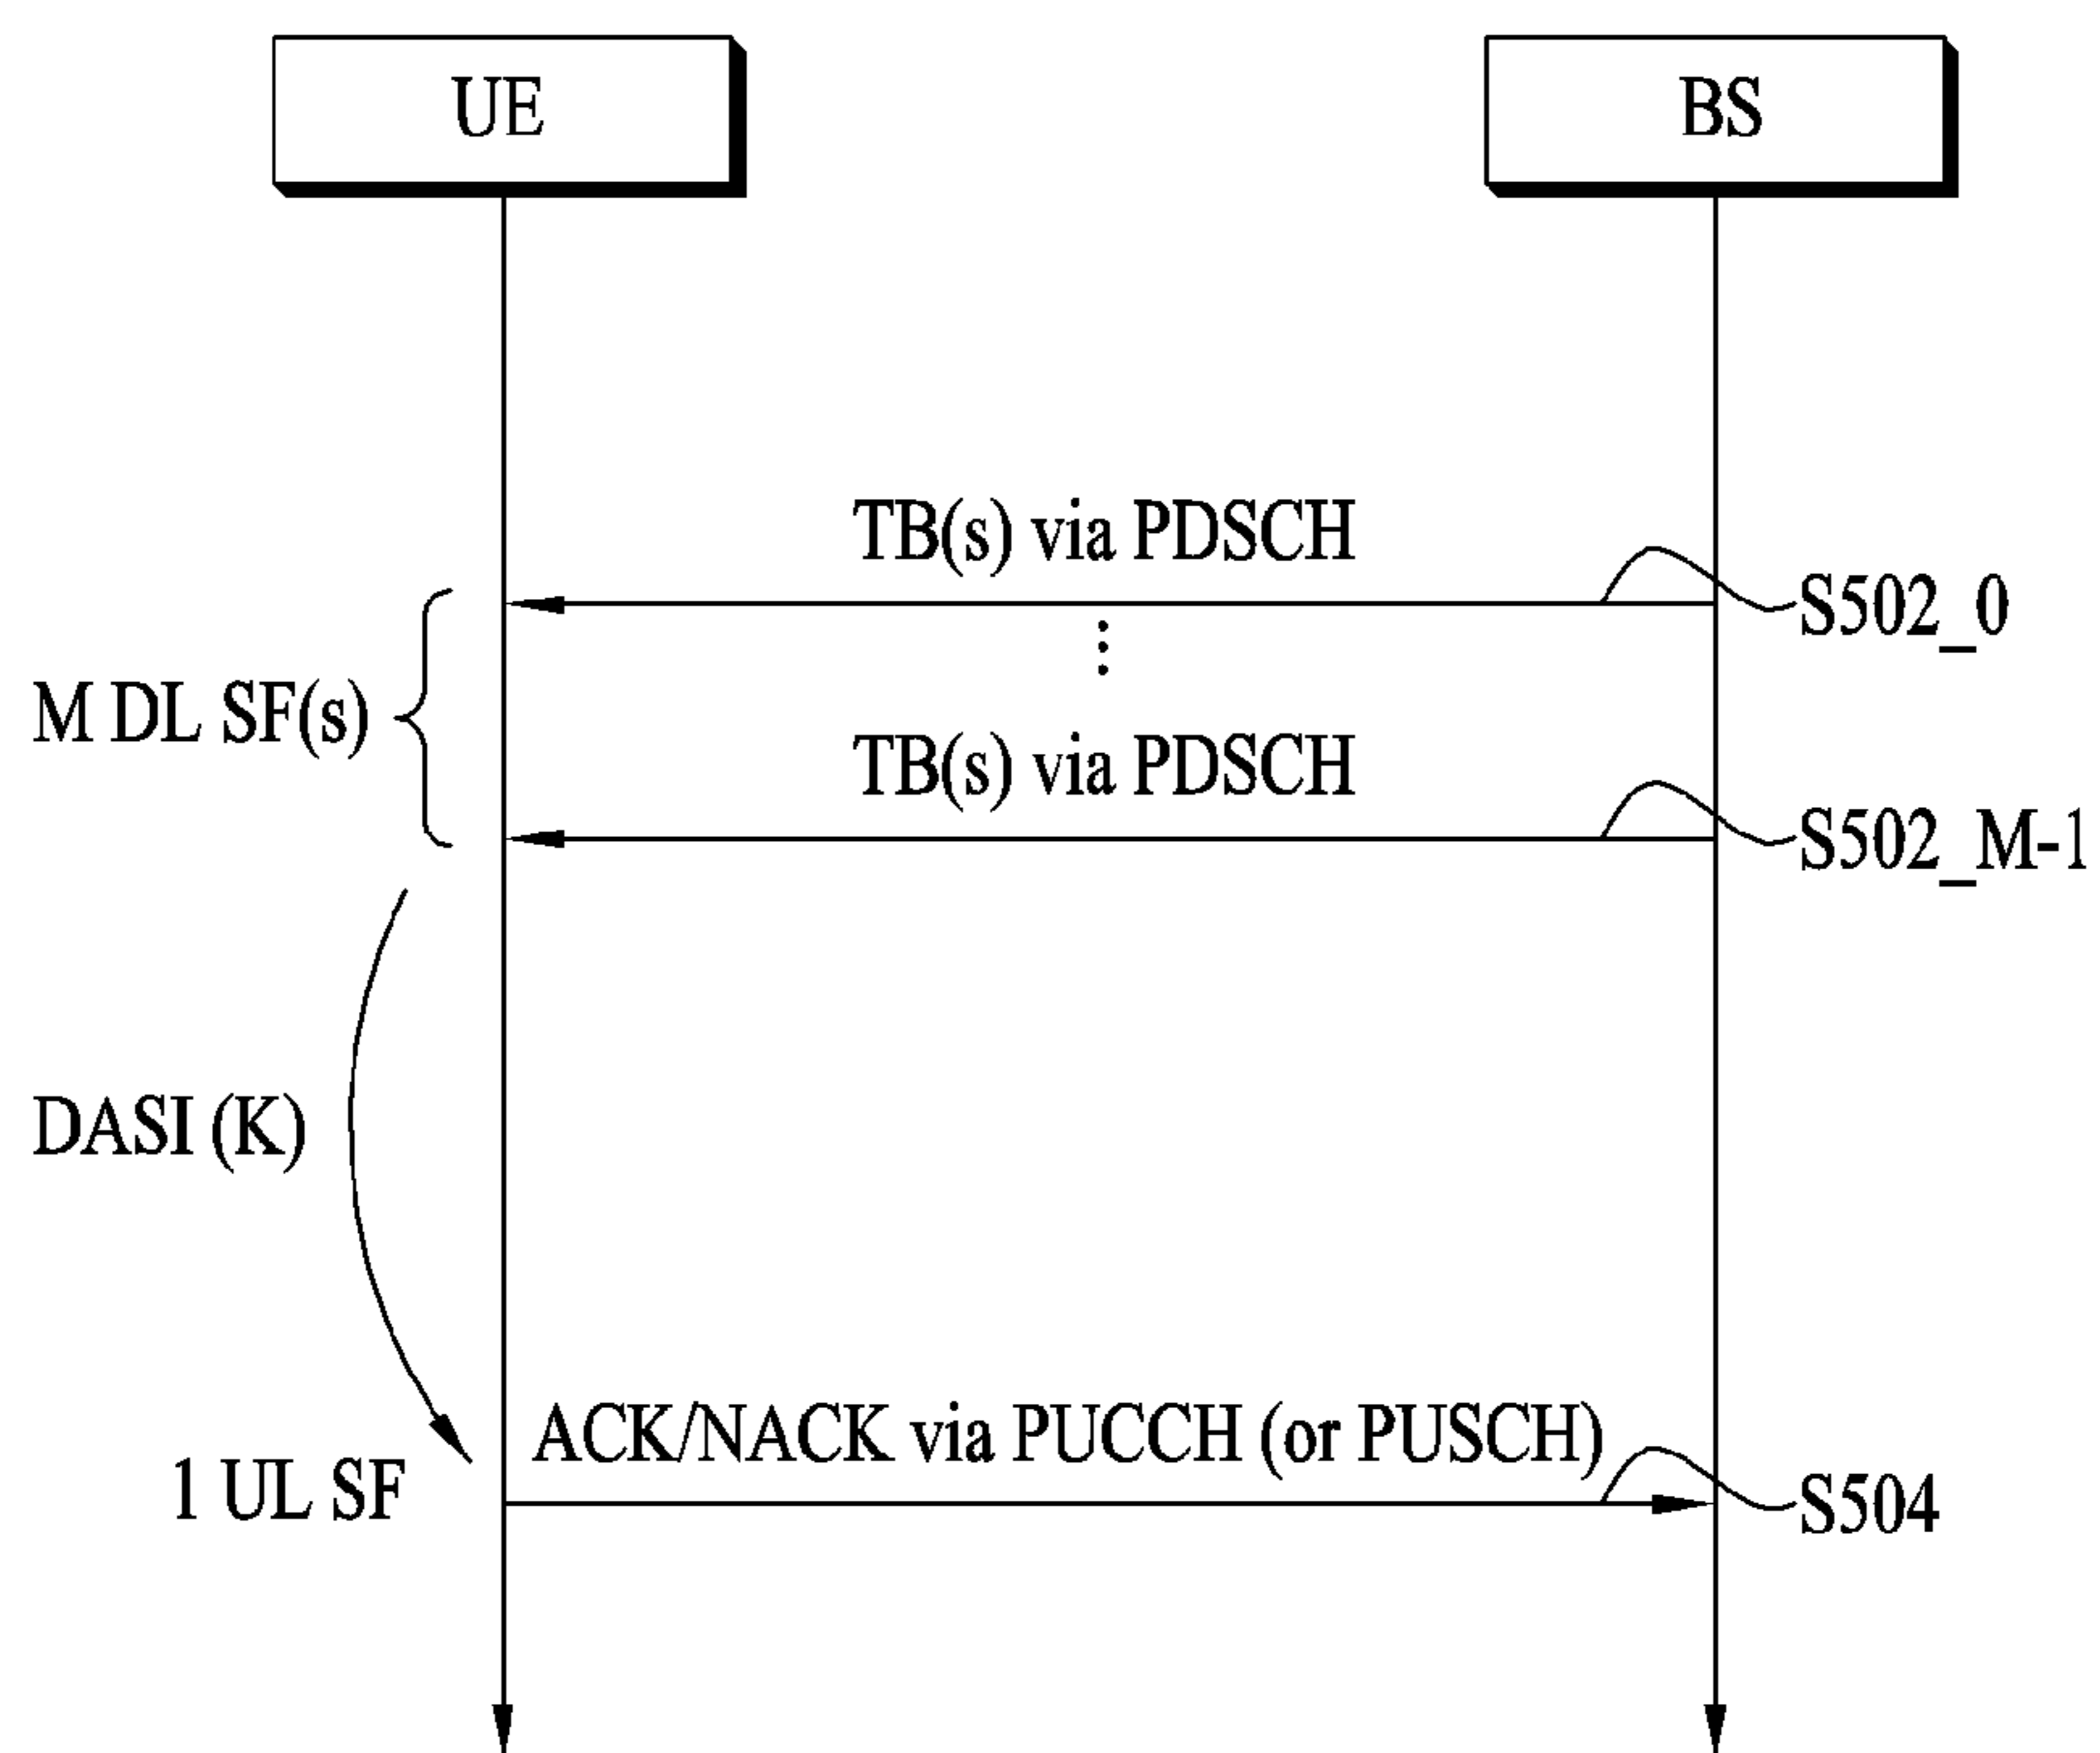 UE
BS
TB(s) via PDSCH
S502_0
M DL SF(s)
TB(s) via PDSCH
S502_M-1
DASI (K)
ACK/NACK via PUCCH (or PUSCH)
1 UL SF
S504